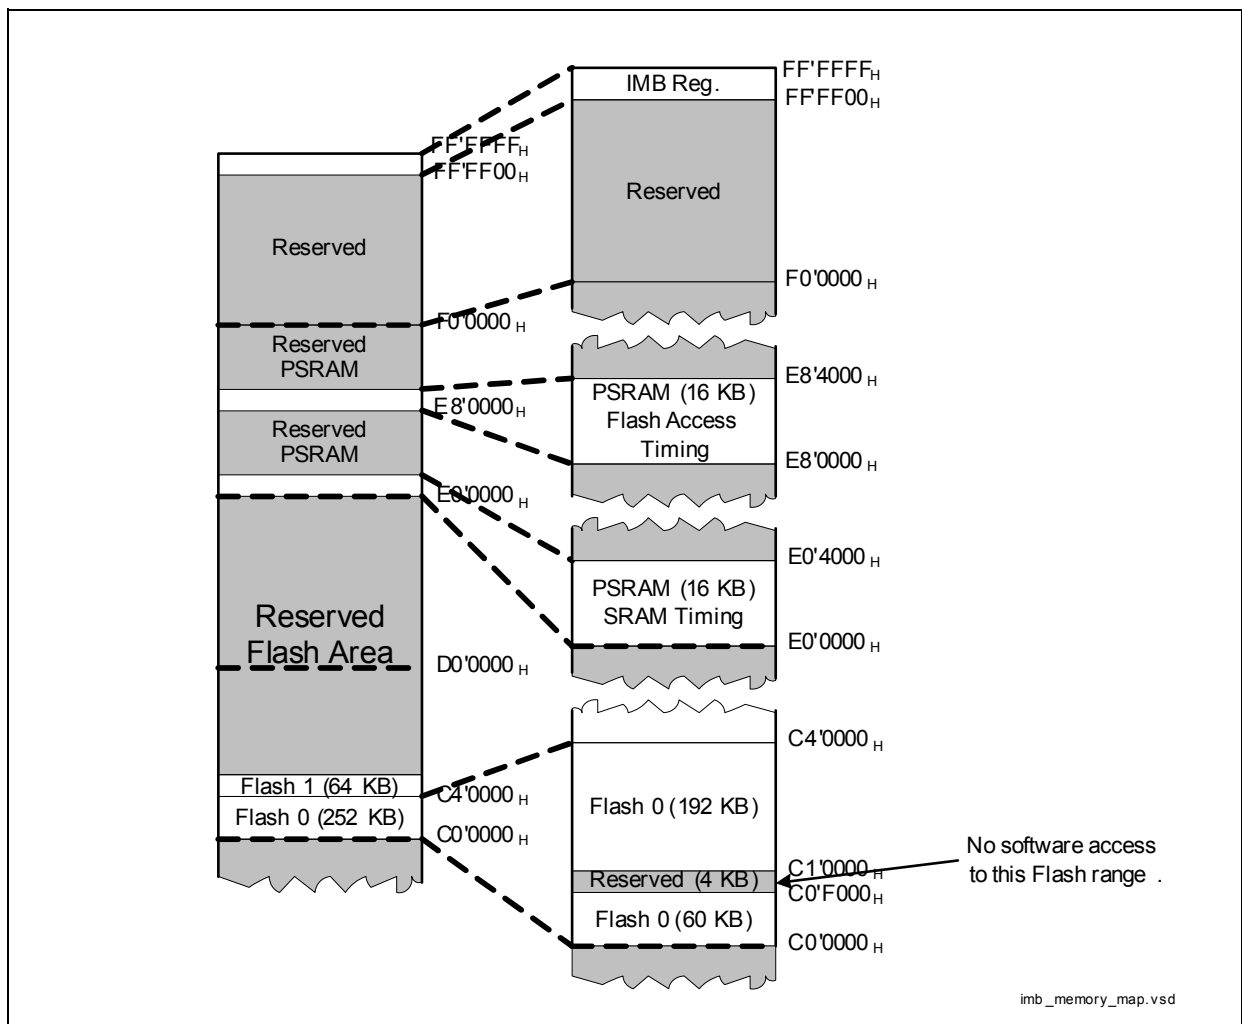 FF'FFFFH
FF'FF00H
Reserved
F0'0000 H
Reserved
PSRAM
E8'0000 H
Reserved
PSRAM
E0'0000 H
Reserved
Flash Area
D0'0000 H
Flash 1 (64 KB)
C4'0000 H
Flash 0 (252 KB)
C0'0000 H
IMB Reg.
FF'FFFFH
FF'FF00 H
Reserved
F0'0000 H
E8'4000 H
PSRAM (16 KB)
Flash Access
Timing
E8'0000 H
E0'4000 H
PSRAM (16 KB)
SRAM Timing
E0'0000 H
C4'0000 H
Flash 0 (192 KB)
C1'0000 H
Reserved (4 KB)
C0'F000 H
Flash 0 (60 KB)
C0'0000 H
No software access
to this Flash range .
imb_memory_map.vsd